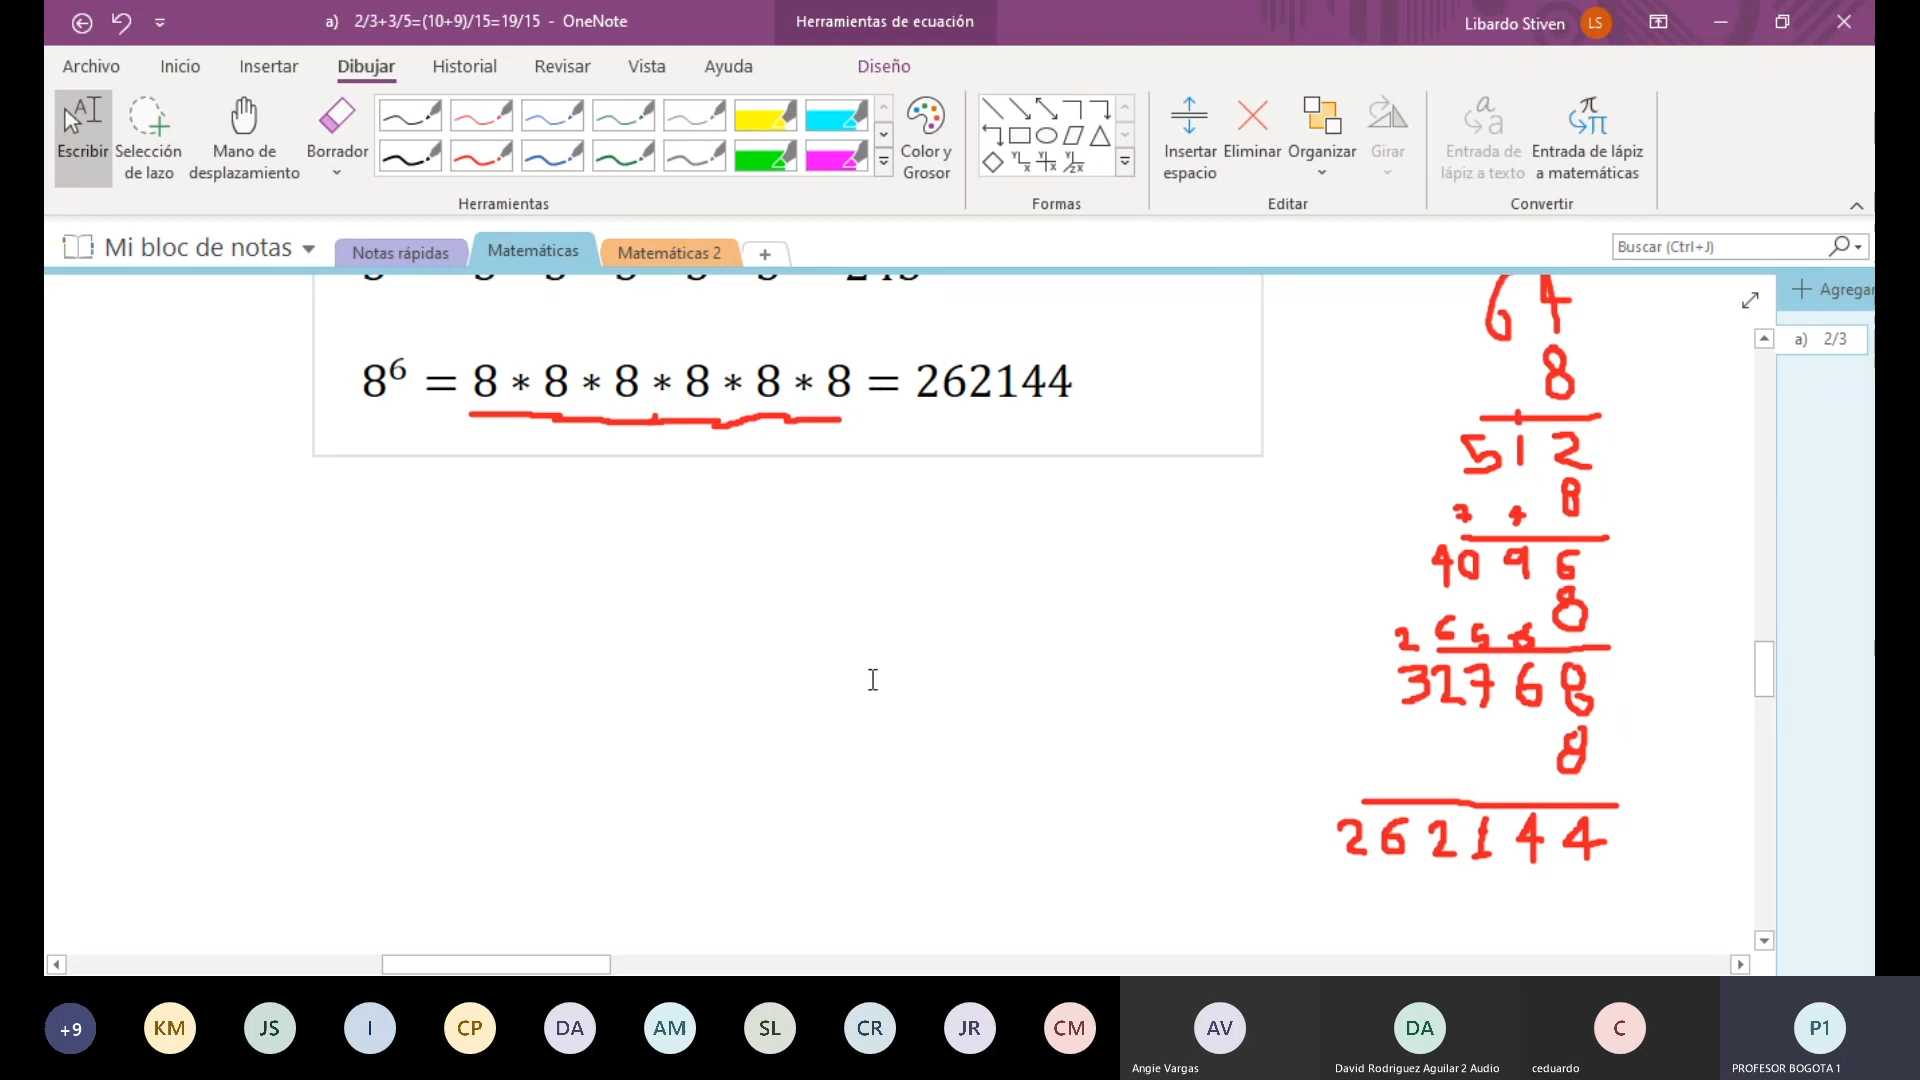 a) 2/3+3/5=(10+9)/15=19/15 - OneNote
Herramientas de ecuación
Libardo Stiven
LS
Archivo Inicio Insertar Dibujar Historial Revisar Vista Ayuda Diseño
Escribir
Selección de lazo
Mano de desplazamiento
Borrador
Color y Grosor
Insertar espacio
Eliminar
Organizar
Girar
Entrada de lápiz a texto
Entrada de lápiz a matemáticas
Herramientas
Formas
Editar
Convertir
Mi bloc de notas
Notas rápidas
Matemáticas
Matemáticas 2
Buscar (Ctrl+J)
Agregar
a) 2/3
8⁶ = 8 ∗ 8 ∗ 8 ∗ 8 ∗ 8 ∗ 8 = 262144
64
8
512
8
4096
8
2 6 5
32768
8
262144
+9 KM JS I CP DA AM SL CR JR CM AV DA C P1
Angie Vargas
David Rodriguez Aguilar 2 Audio
ceduardo
PROFESOR BOGOTA 1